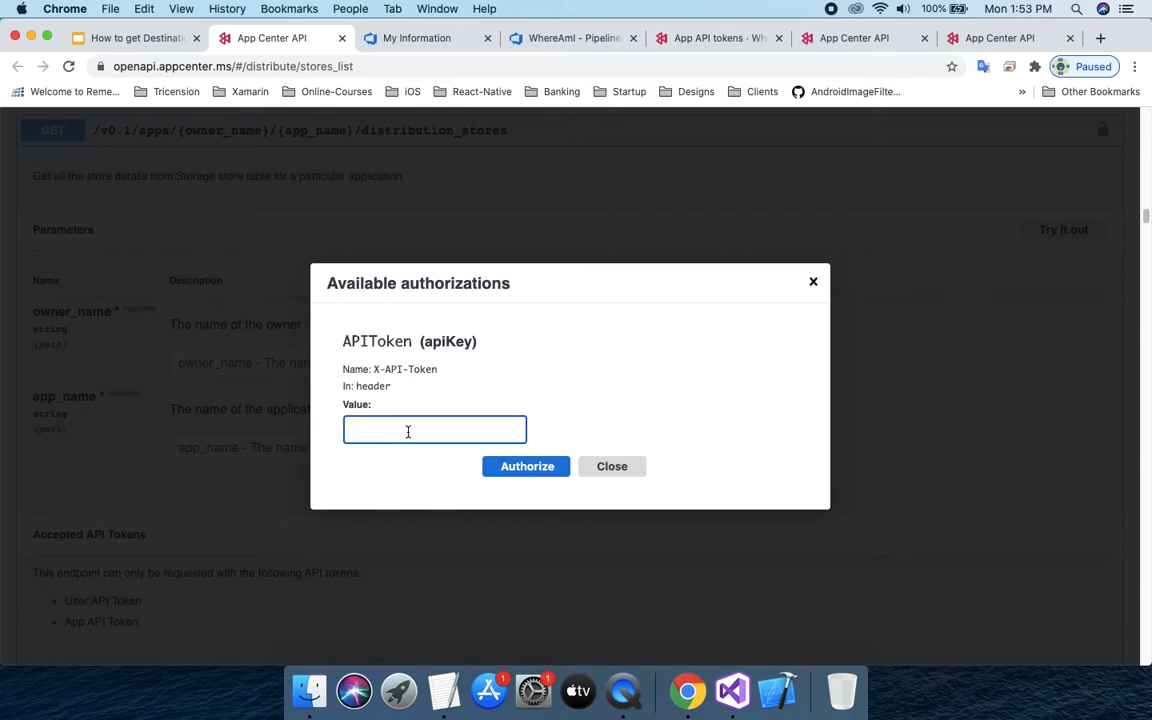 Chrome File Edit View History Bookmarks People Tab Window Help 100% Mon 1:53 PM
How to get Destinati App Center API My Information WhereAmI - Pipeline App API tokens · Wh App Center API App Center API
openapi.appcenter.ms/#/distribute/stores_list Paused
Welcome to Reme... Tricension Xamarin Online-Courses iOS React-Native Banking Startup Designs Clients AndroidImageFilte... » Other Bookmarks
GET /v0.1/apps/{owner_name}/{app_name}/distribution_stores
Get all the store details from Storage store table for a particular application.
Parameters Try it out
Name Description
owner_name * required
string
(path)
The name of the owner
owner_name - The nan
app_name * required
string
(path)
The name of the applicat
app_name - The name
Available authorizations
APIToken (apiKey)
Name: X-API-Token
In: header
Value:
Authorize Close
Accepted API Tokens
This endpoint can only be requested with the following API tokens:
User API Token
App API Token
1
1
tv